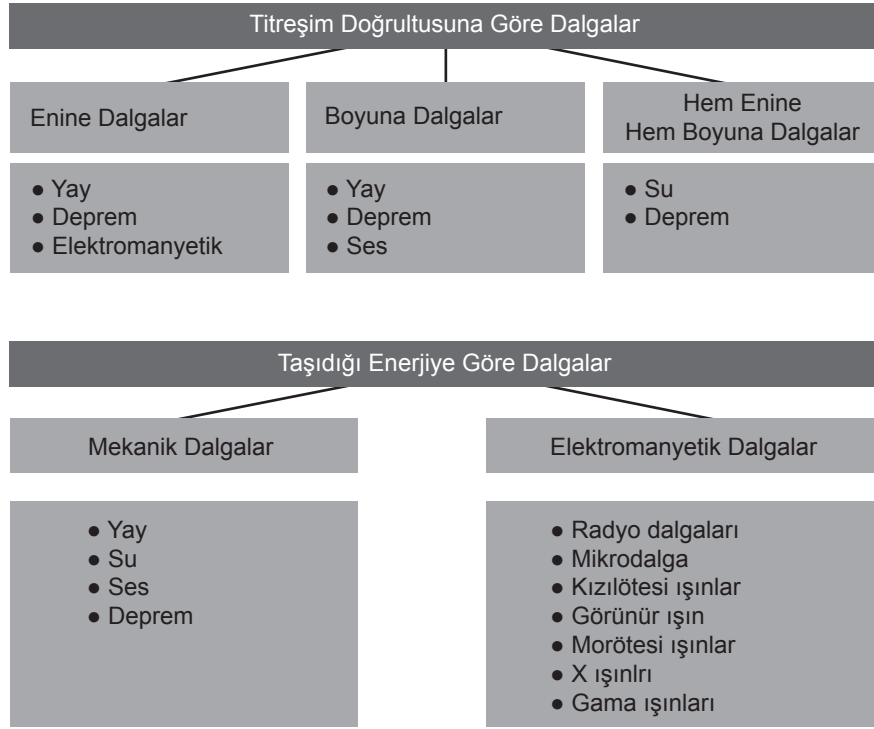 Titreşim Doğrultusuna Göre Dalgalar
Enine Dalgalar
● Yay
● Deprem
● Elektromanyetik
Boyuna Dalgalar
● Yay
● Deprem
● Ses
Hem Enine
Hem Boyuna Dalgalar
● Su
● Deprem
Taşıdığı Enerjiye Göre Dalgalar
Mekanik Dalgalar
● Yay
● Su
● Ses
● Deprem
Elektromanyetik Dalgalar
● Radyo dalgaları
● Mikrodalga
● Kızılötesi ışınlar
● Görünür ışın
● Morötesi ışınlar
● X ışınlrı
● Gama ışınları